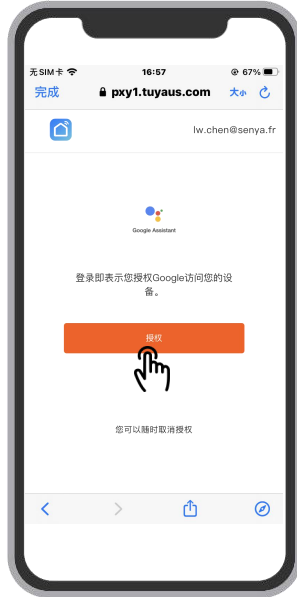 无SIM卡 16:57 67%
完成 pxy1.tuyaus.com 大小
lw.chen@senya.fr
Google Assistant
登录即表示您授权Google访问您的设
备。
授权
您可以随时取消授权